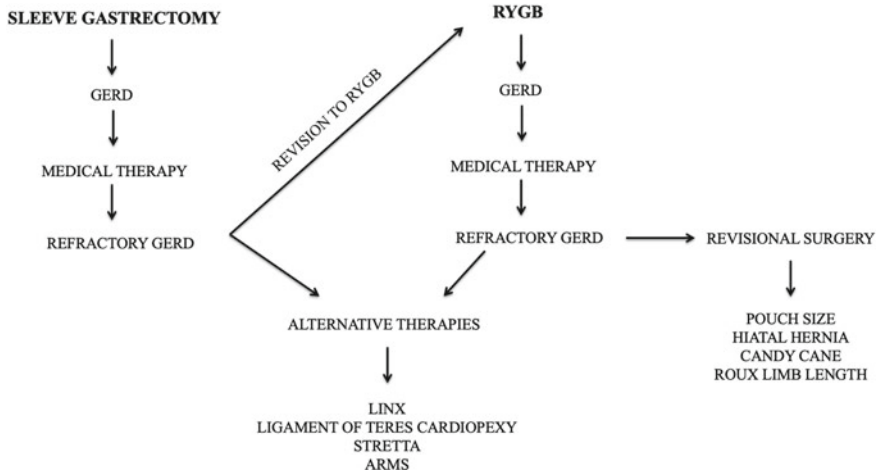 SLEEVE GASTRECTOMY
GERD
MEDICAL THERAPY
REFRACTORY GERD
REVISION TO RYGB
RYGB
GERD
MEDICAL THERAPY
REFRACTORY GERD
REVISIONAL SURGERY
POUCH SIZE
HIATAL HERNIA
CANDY CANE
ROUX LIMB LENGTH
ALTERNATIVE THERAPIES
LINX
LIGAMENT OF TERES CARDIOPEXY
STRETTA
ARMS